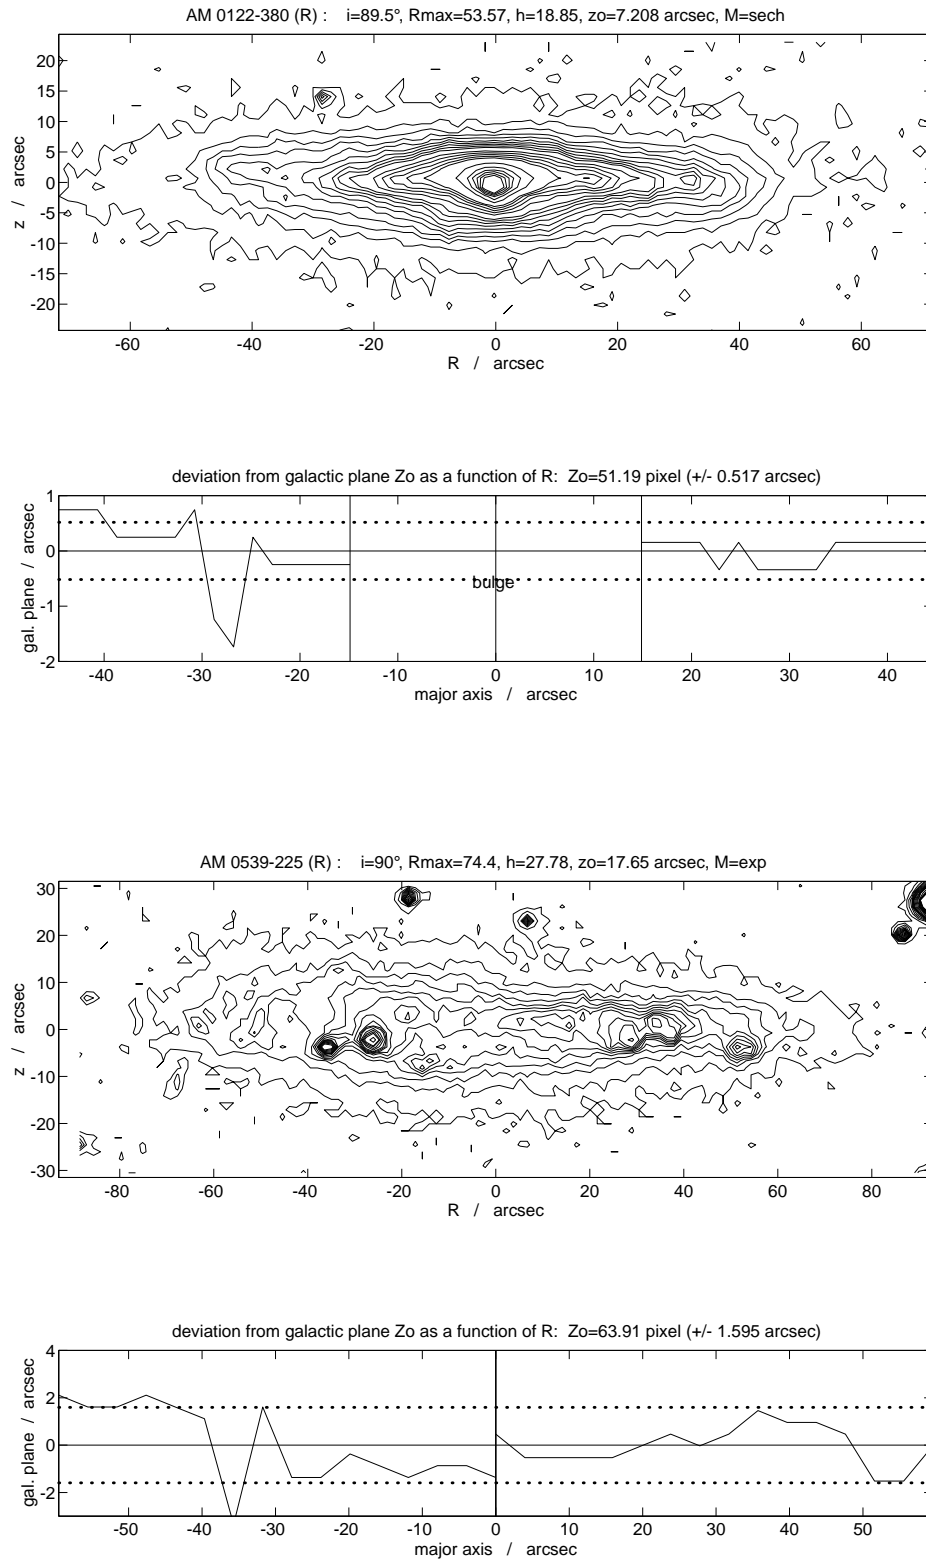 AM 0122-380 (R) :    i=89.5°, Rmax=53.57, h=18.85, zo=7.208 arcsec, M=sech
20
15
10
5
0
-5
-10
-15
-20
z / arcsec
-60 -40 -20 0 20 40 60
R / arcsec
deviation from galactic plane Zo as a function of R:  Zo=51.19 pixel (+/- 0.517 arcsec)
1
0
-1
-2
gal. plane / arcsec
bulge
-40 -30 -20 -10 0 10 20 30 40
major axis / arcsec
AM 0539-225 (R) :    i=90°, Rmax=74.4, h=27.78, zo=17.65 arcsec, M=exp
30
20
10
0
-10
-20
-30
z / arcsec
-80 -60 -40 -20 0 20 40 60 80
R / arcsec
deviation from galactic plane Zo as a function of R:  Zo=63.91 pixel (+/- 1.595 arcsec)
4
2
0
-2
gal. plane / arcsec
-50 -40 -30 -20 -10 0 10 20 30 40 50
major axis / arcsec